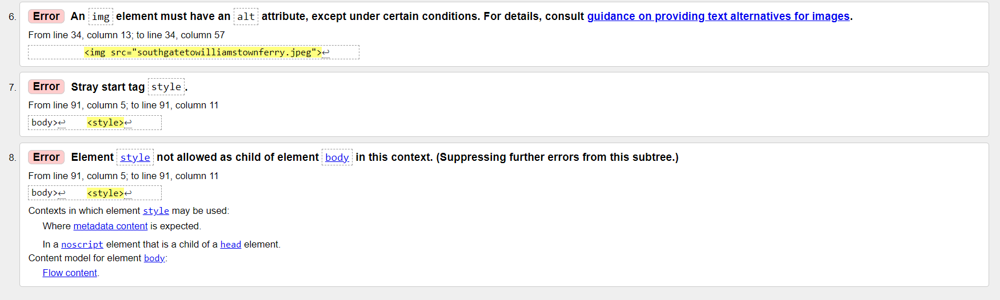 6. Error An img element must have an alt attribute, except under certain conditions. For details, consult guidance on providing text alternatives for images.
From line 34, column 13; to line 34, column 57
<img src="southgatetowilliamstownferry.jpeg">↩
7. Error Stray start tag style.
From line 91, column 5; to line 91, column 11
body>↩ <style>↩
8. Error Element style not allowed as child of element body in this context. (Suppressing further errors from this subtree.)
From line 91, column 5; to line 91, column 11
body>↩ <style>↩
Contexts in which element style may be used:
Where metadata content is expected.
In a noscript element that is a child of a head element.
Content model for element body:
Flow content.